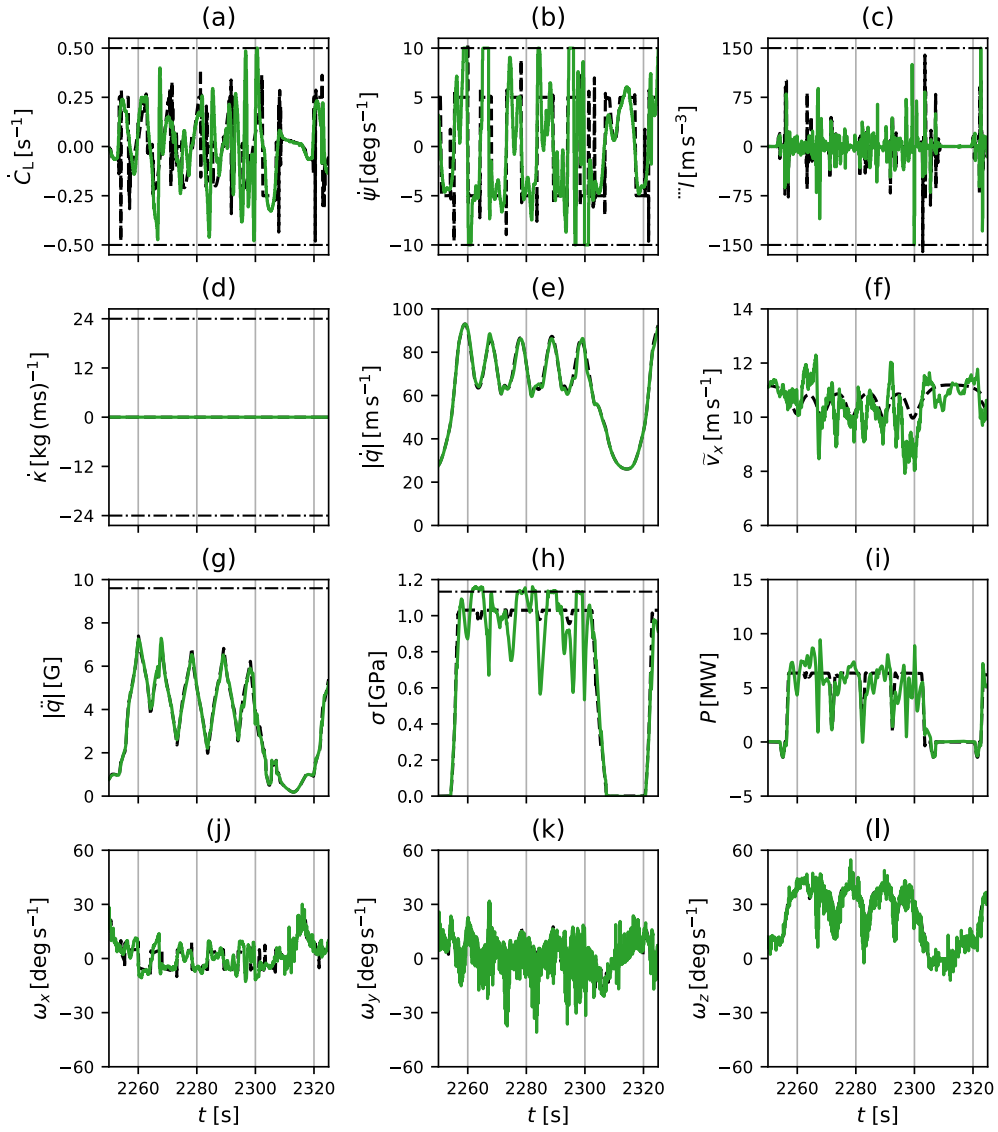 (a) (b) (c)
0.50 0.25 0.00 −0.25 −0.50
Ċ_L [s⁻¹]
10 5 0 −5 −10
ψ̇ [deg s⁻¹]
150 75 0 −75 −150
l⃛ [m s⁻³]
(d) (e) (f)
24 12 0 −12 −24
κ̇ [kg (ms)⁻¹]
100 80 60 40 20 0
|q̇| [m s⁻¹]
14 12 10 8 6
ṽ_x [m s⁻¹]
(g) (h) (i)
10 8 6 4 2 0
|q̈| [G]
1.2 1.0 0.8 0.6 0.4 0.2 0.0
σ [GPa]
15 10 5 0 −5
P [MW]
(j) (k) (l)
60 30 0 −30 −60
ω_x [deg s⁻¹]
60 30 0 −30 −60
ω_y [deg s⁻¹]
60 30 0 −30 −60
ω_z [deg s⁻¹]
2260 2280 2300 2320 2260 2280 2300 2320 2260 2280 2300 2320
t [s] t [s] t [s]